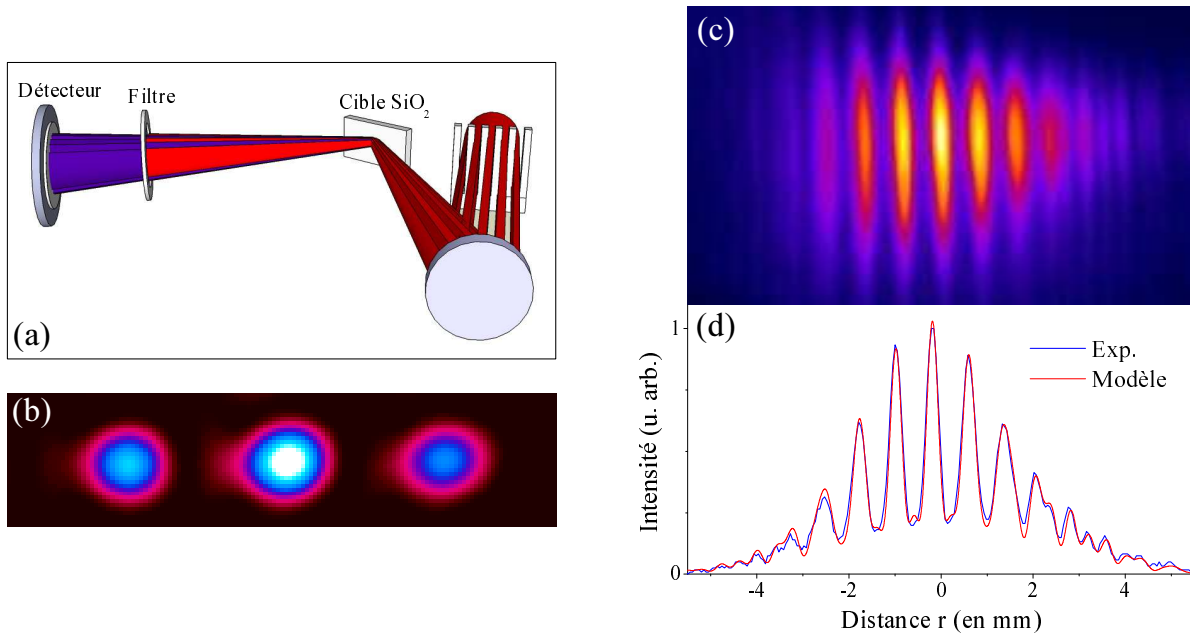 Détecteur
Filtre
Cible SiO2
(a)
(b)
(c)
(d)
Exp.
Modèle
Intensité (u. arb.)
1
0
-4
-2
0
2
4
Distance r (en mm)